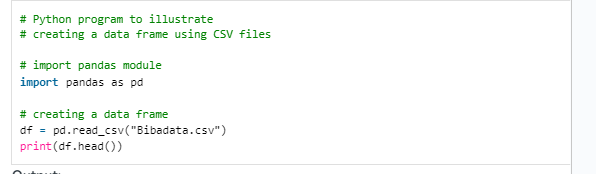 # Python program to illustrate
# creating a data frame using CSV files
# import pandas module
import pandas as pd
# creating a data frame
df = pd.read_csv("Bibadata.csv")
print(df.head())